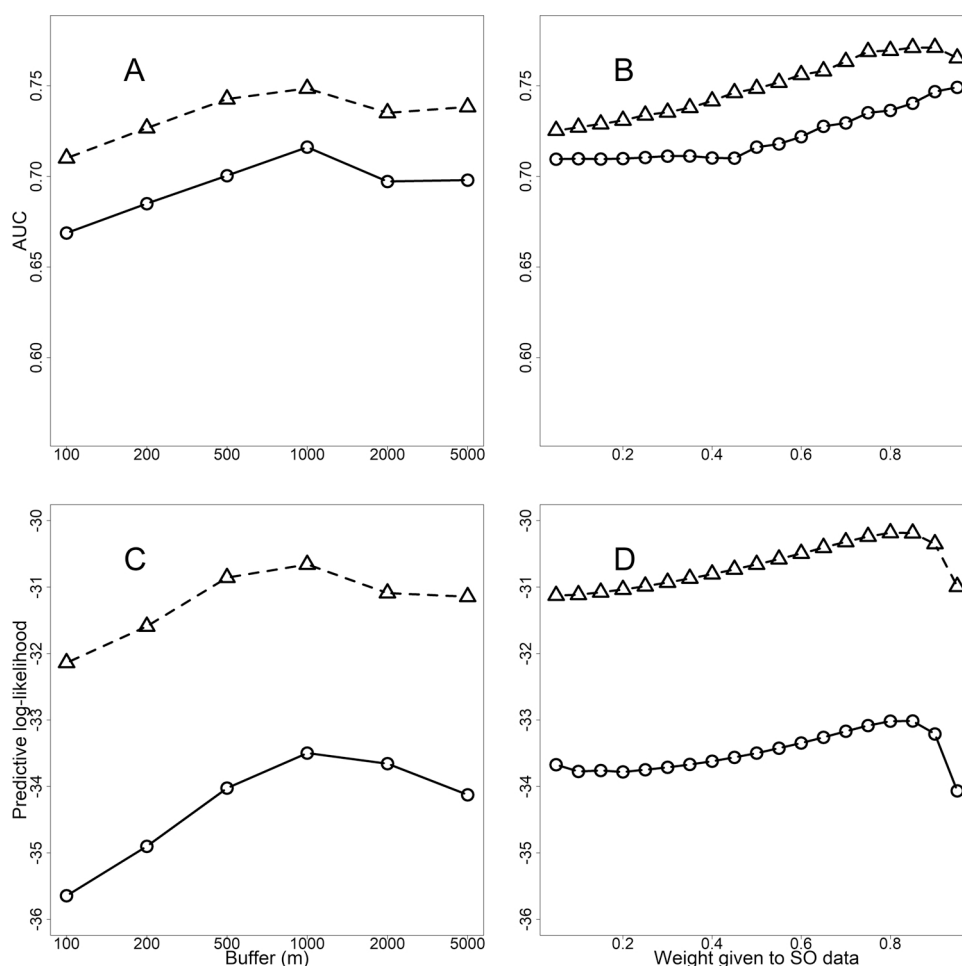 A
AUC
0.75
0.70
0.65
0.60
100 200 500 1000 2000 5000
B
0.75
0.70
0.65
0.60
0.2 0.4 0.6 0.8
C
Predictive log-likelihood
-30
-31
-32
-33
-34
-35
-36
100 200 500 1000 2000 5000
Buffer (m)
D
-30
-31
-32
-33
-34
-35
-36
0.2 0.4 0.6 0.8
Weight given to SO data